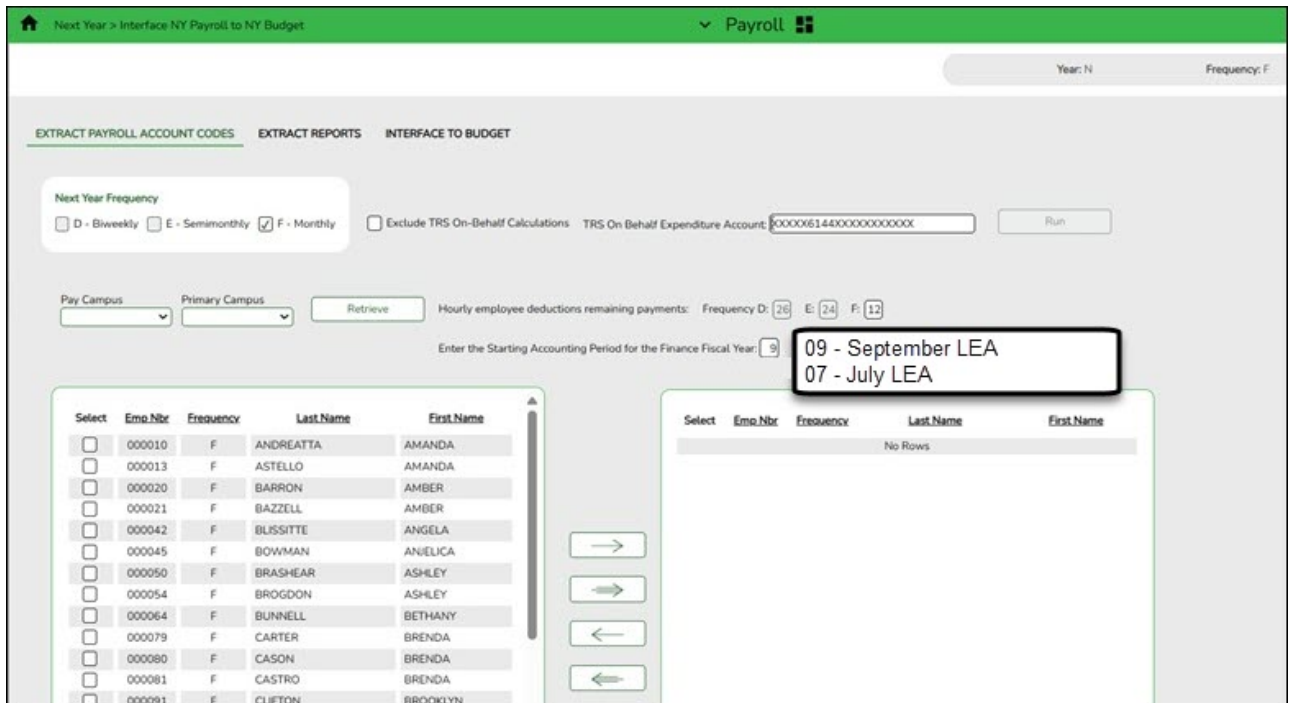 Next Year > Interface NY Payroll to NY Budget
Payroll
Year: N Frequency: F
EXTRACT PAYROLL ACCOUNT CODES EXTRACT REPORTS INTERFACE TO BUDGET
Next Year Frequency
D - Biweekly E - Semimonthly F - Monthly Exclude TRS On-Behalf Calculations TRS On Behalf Expenditure Account: XXXXX6144XXXXXXXXXXX Run
Pay Campus Primary Campus
Retrieve Hourly employee deductions remaining payments: Frequency D: 26 E: 24 F: 12
Enter the Starting Accounting Period for the Finance Fiscal Year: 9
09 - September LEA
07 - July LEA
Select Emp Nbr Frequency Last Name First Name
000010 F ANDREATTA AMANDA
000013 F ASTELLO AMANDA
000020 F BARRON AMBER
000021 F BAZZELL AMBER
000042 F BLISSITTE ANGELA
000045 F BOWMAN ANJELICA
000050 F BRASHEAR ASHLEY
000054 F BROGDON ASHLEY
000064 F BUNNELL BETHANY
000079 F CARTER BRENDA
000080 F CASON BRENDA
000081 F CASTRO BRENDA
000091 F CLIFTON BROOKLYN
Select Emp Nbr Frequency Last Name First Name
No Rows